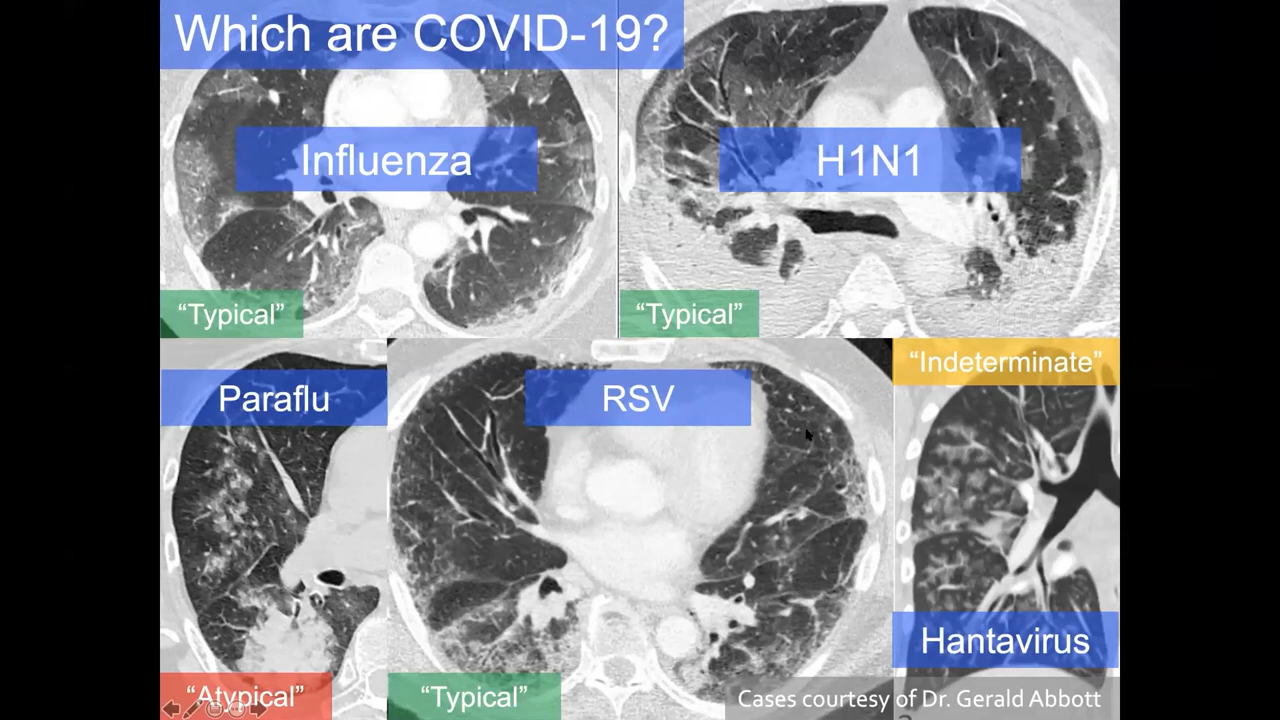 Which are COVID-19?
Influenza
H1N1
“Typical”
“Typical”
“Indeterminate”
Paraflu
RSV
Hantavirus
“Atypical”
“Typical”
Cases courtesy of Dr. Gerald Abbott